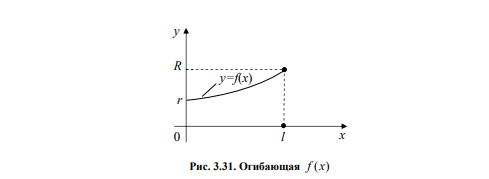 y
R
y=f(x)
r
0
l
x
Рис. 3.31. Огибающая f(x)